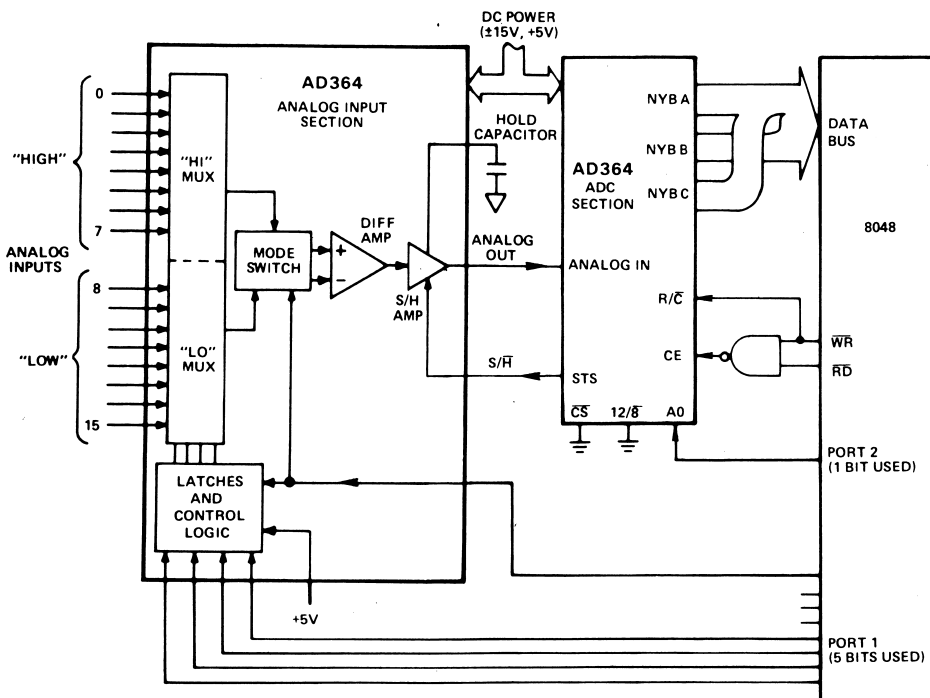 DC POWER
(±15V, +5V)
AD364
ANALOG INPUT
SECTION
0
"HIGH"
7
ANALOG
INPUTS
8
"LOW"
15
"HI"
MUX
"LO"
MUX
MODE
SWITCH
DIFF
AMP
+
−
S/H
AMP
HOLD
CAPACITOR
ANALOG
OUT
S/H̅
LATCHES
AND
CONTROL
LOGIC
+5V
NYB A
NYB B
NYB C
AD364
ADC
SECTION
ANALOG IN
R/C̅
CE
STS
C̅S̅
12/8̅
A0
DATA
BUS
8048
W̅R̅
R̅D̅
PORT 2
(1 BIT USED)
PORT 1
(5 BITS USED)